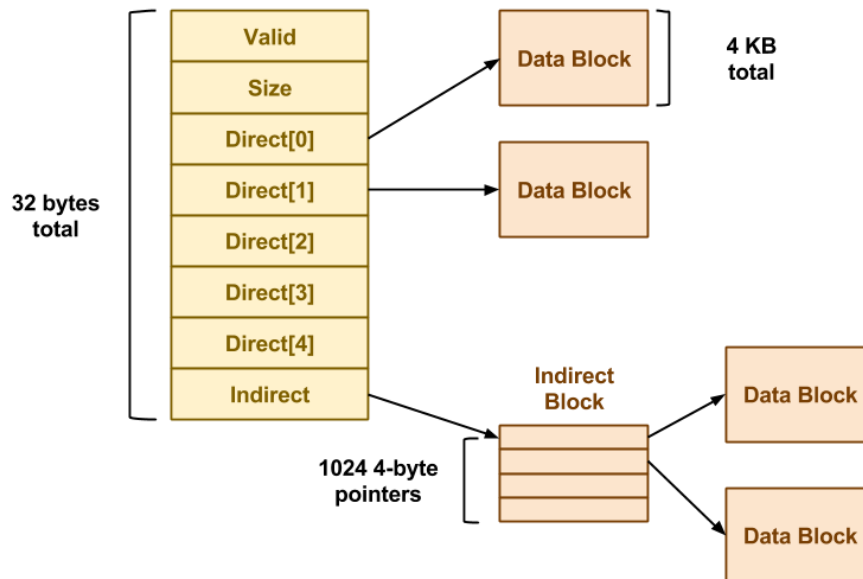 32 bytes
total
Valid
Size
Direct[0]
Direct[1]
Direct[2]
Direct[3]
Direct[4]
Indirect
Data Block
4 KB
total
Data Block
Indirect
Block
1024 4-byte
pointers
Data Block
Data Block